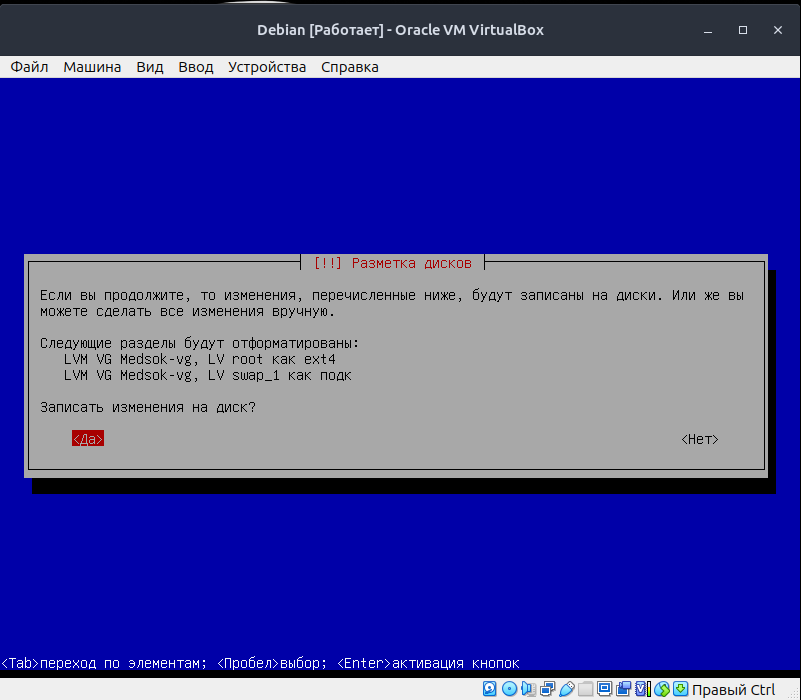 Debian [Работает] - Oracle VM VirtualBox
Файл Машина Вид Ввод Устройства Справка
[!!] Разметка дисков
Если вы продолжите, то изменения, перечисленные ниже, будут записаны на диски. Или же вы
можете сделать все изменения вручную.
Следующие разделы будут отформатированы:
LVM VG Medsok-vg, LV root как ext4
LVM VG Medsok-vg, LV swap_1 как подк
Записать изменения на диск?
<Да> <Нет>
<Tab>переход по элементам; <Пробел>выбор; <Enter>активация кнопок
Правый Ctrl